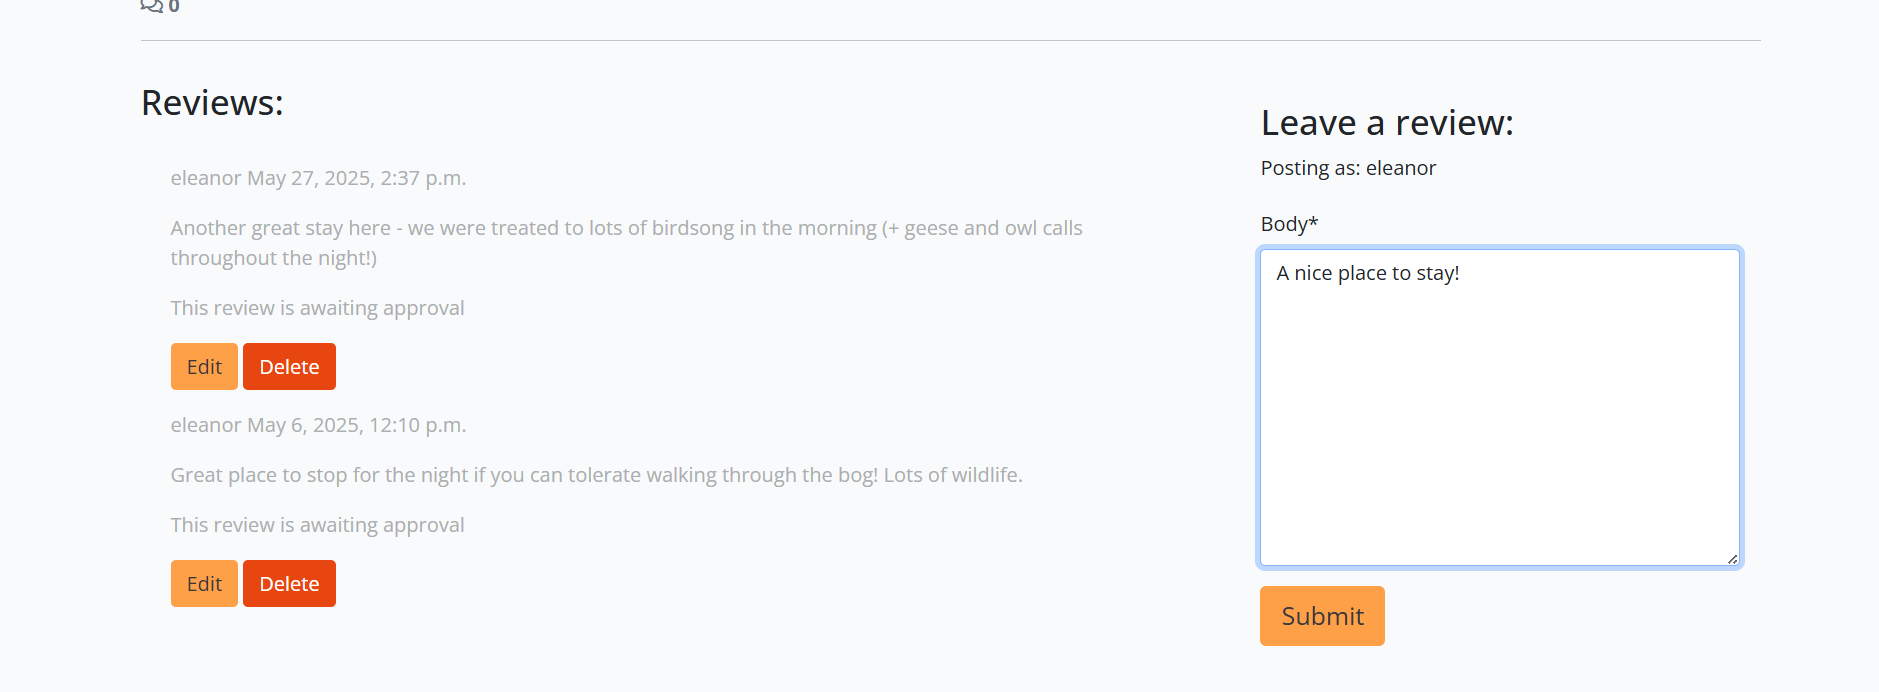 0
Reviews:
eleanor May 27, 2025, 2:37 p.m.
Another great stay here - we were treated to lots of birdsong in the morning (+ geese and owl calls
throughout the night!)
This review is awaiting approval
Edit Delete
eleanor May 6, 2025, 12:10 p.m.
Great place to stop for the night if you can tolerate walking through the bog! Lots of wildlife.
This review is awaiting approval
Edit Delete
Leave a review:
Posting as: eleanor
Body*
A nice place to stay!
Submit